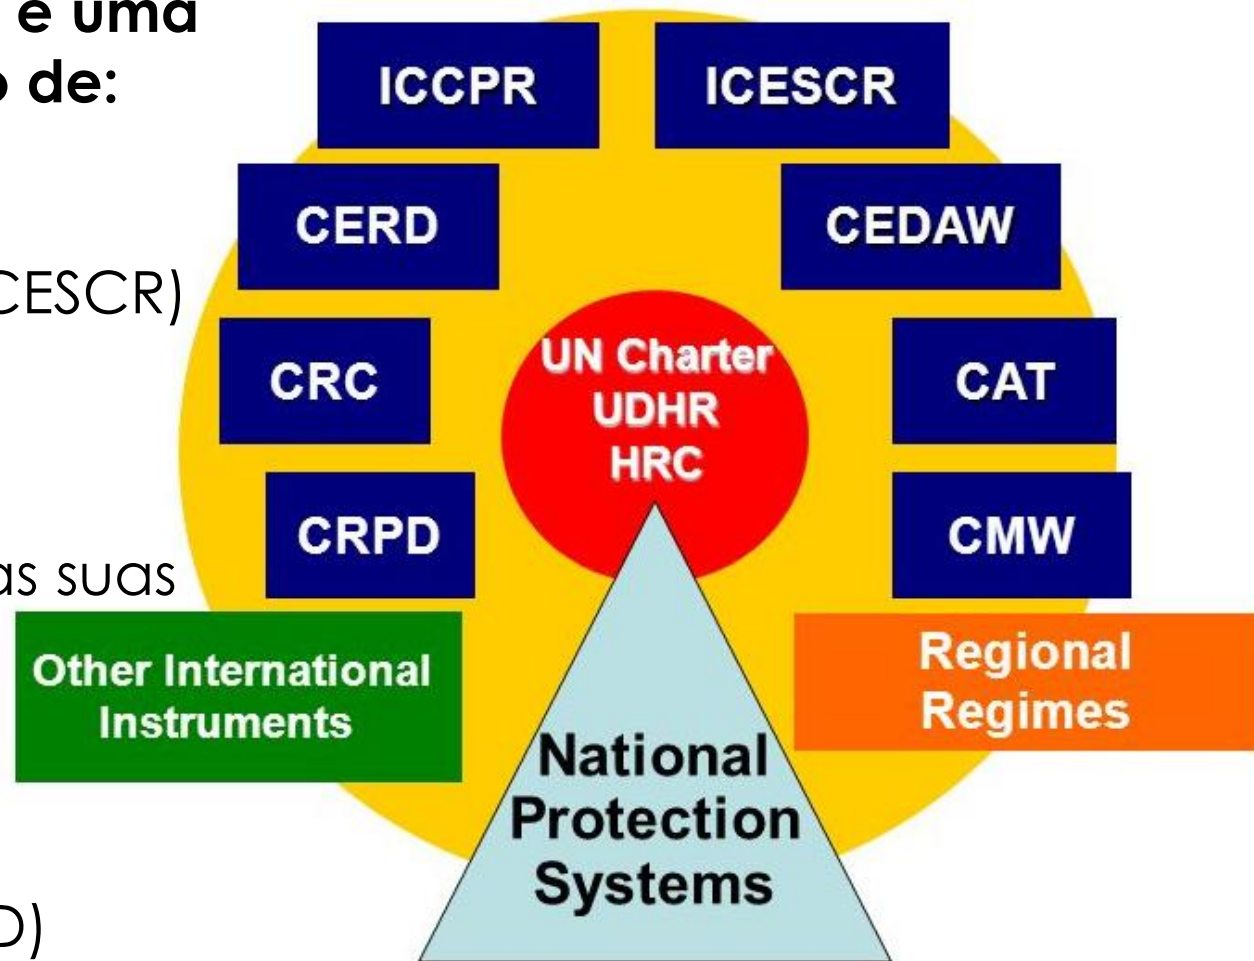 é uma
o de:
CESCR)
as suas
D)
ICCPR
ICESCR
CERD
CEDAW
CRC
CAT
CRPD
CMW
UN Charter
UDHR
HRC
Other International
Instruments
Regional
Regimes
National
Protection
Systems